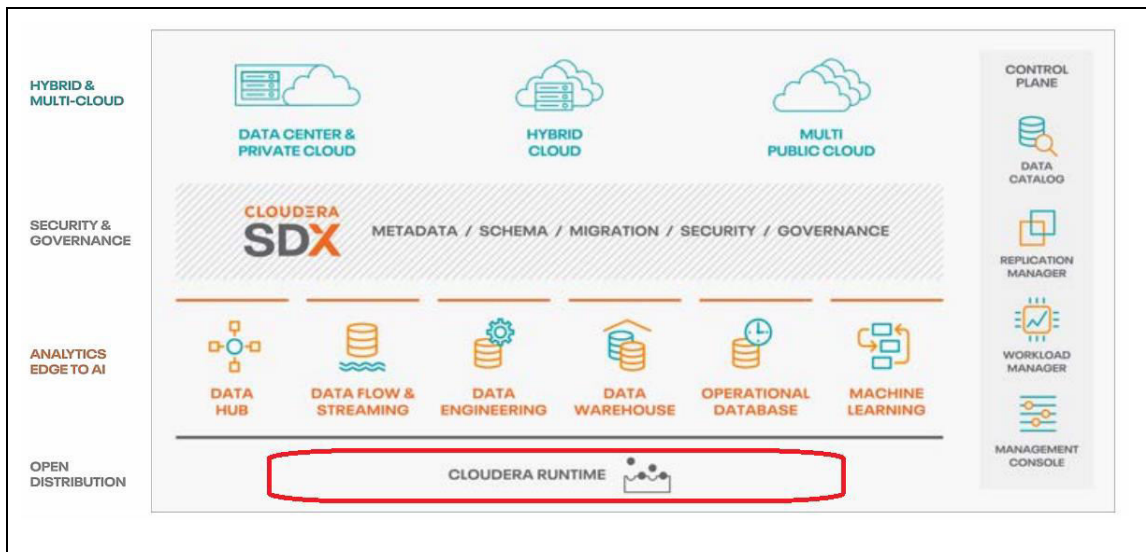 HYBRID &
MULTI-CLOUD
DATA CENTER &
PRIVATE CLOUD
HYBRID
CLOUD
MULTI
PUBLIC CLOUD
SECURITY &
GOVERNANCE
CLOUDERA
SDX
METADATA / SCHEMA / MIGRATION / SECURITY / GOVERNANCE
ANALYTICS
EDGE TO AI
DATA
HUB
DATA FLOW &
STREAMING
DATA
ENGINEERING
DATA
WAREHOUSE
OPERATIONAL
DATABASE
MACHINE
LEARNING
OPEN
DISTRIBUTION
CLOUDERA RUNTIME
CONTROL
PLANE
DATA
CATALOG
REPLICATION
MANAGER
WORKLOAD
MANAGER
MANAGEMENT
CONSOLE